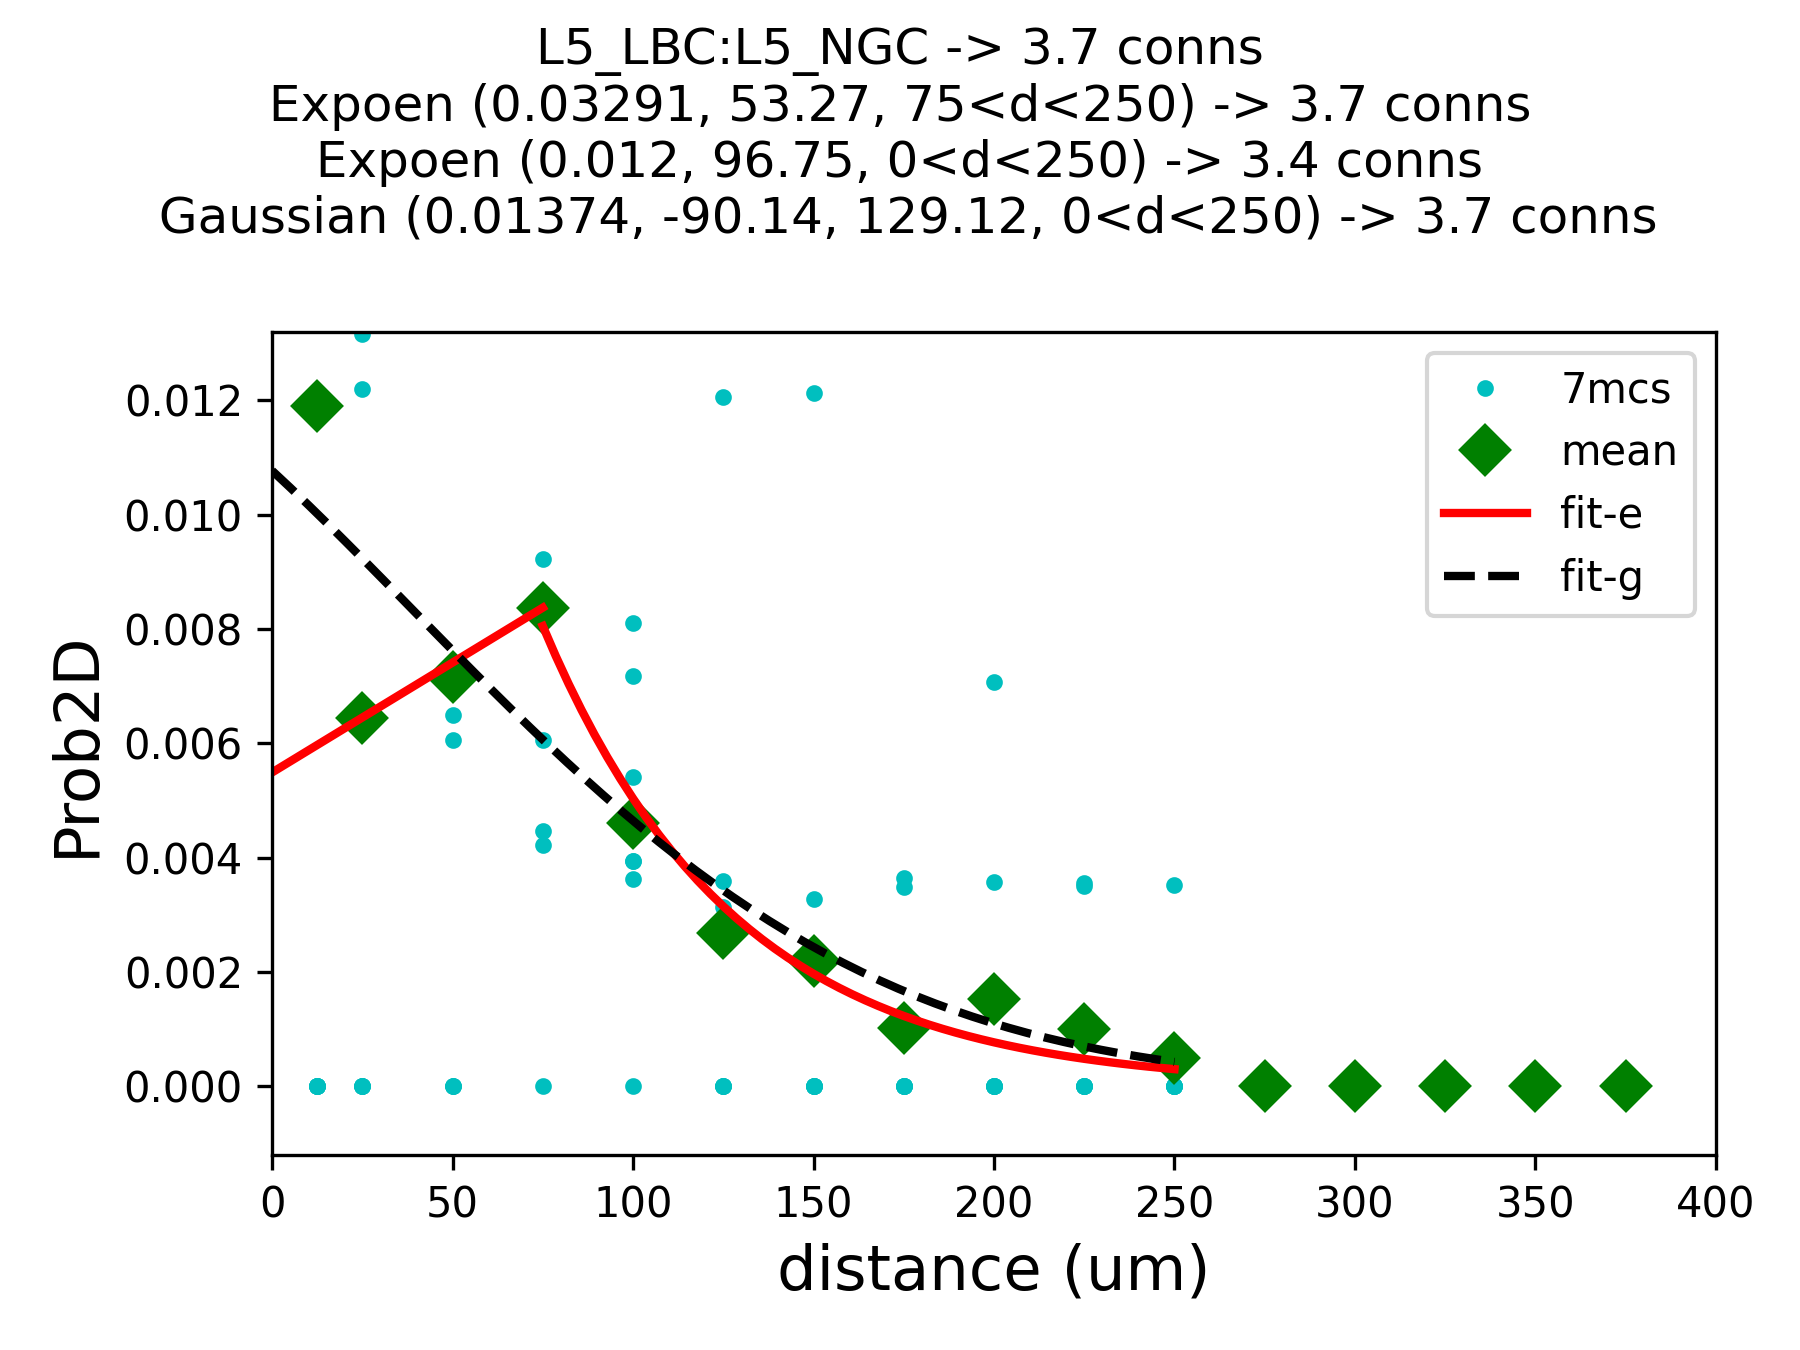 L5_LBC:L5_NGC -> 3.7 conns
Expoen (0.03291, 53.27, 75<d<250) -> 3.7 conns
Expoen (0.012, 96.75, 0<d<250) -> 3.4 conns
Gaussian (0.01374, -90.14, 129.12, 0<d<250) -> 3.7 conns
7mcs
mean
fit-e
fit-g
Prob2D
0.012
0.010
0.008
0.006
0.004
0.002
0.000
0 50 100 150 200 250 300 350 400
distance (um)